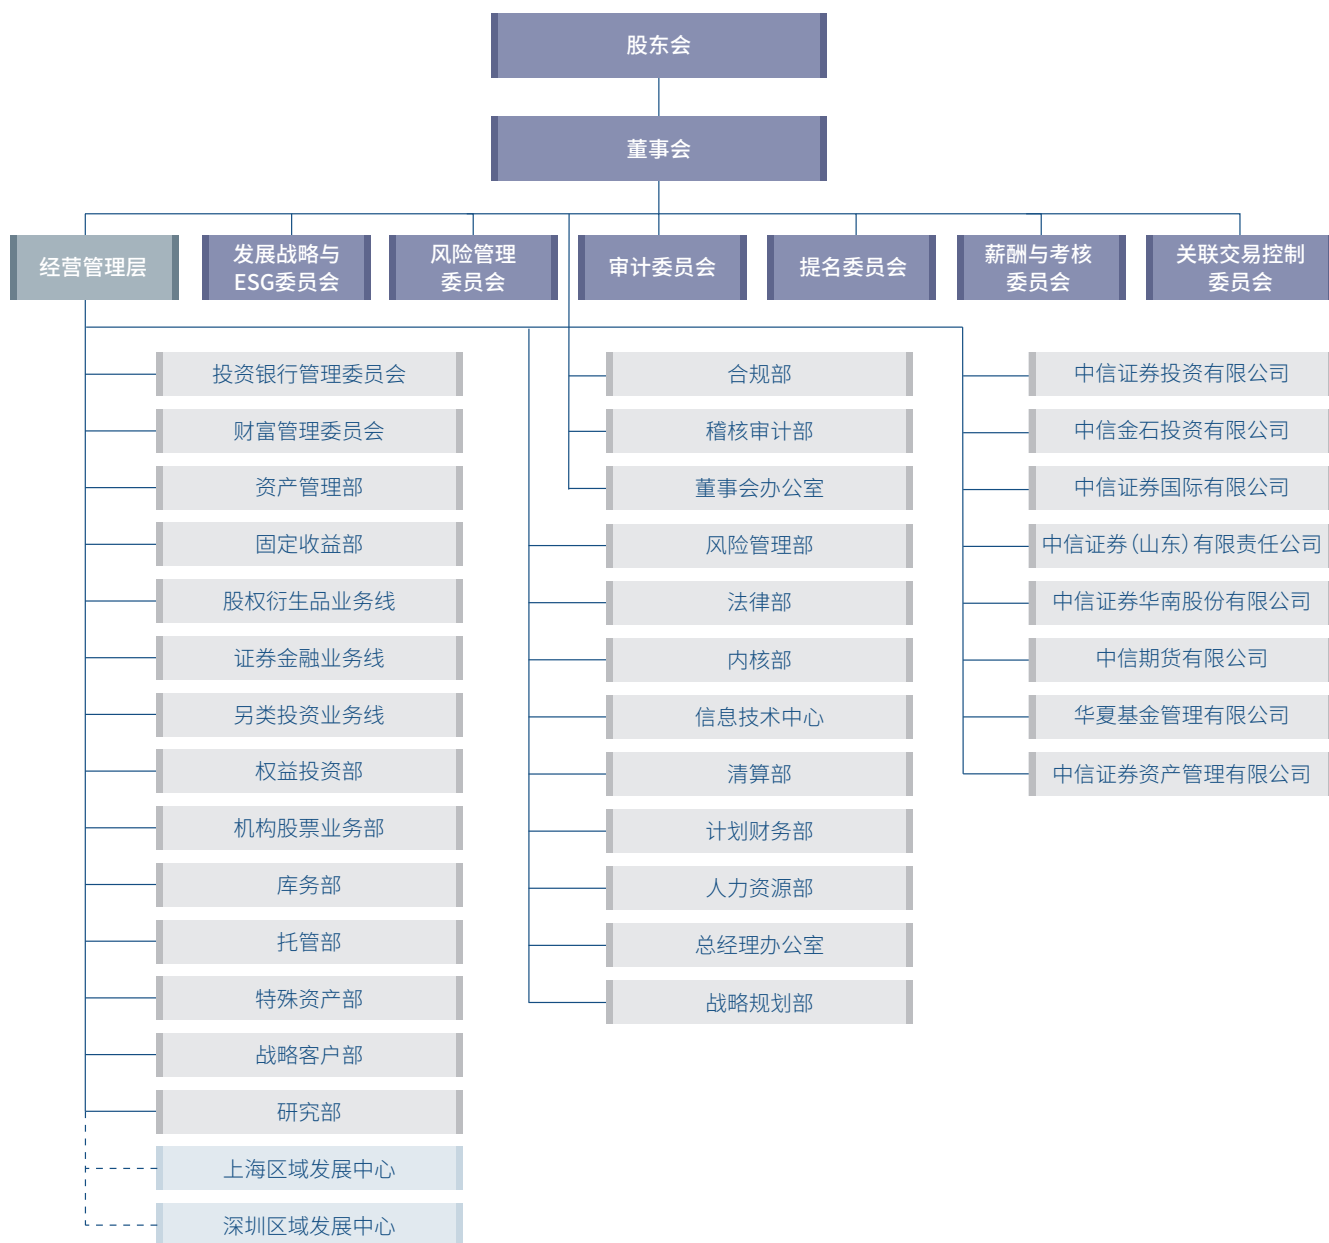 股东会
董事会
经营管理层
发展战略与
ESG委员会
风险管理
委员会
审计委员会
提名委员会
薪酬与考核
委员会
关联交易控制
委员会
投资银行管理委员会
财富管理委员会
资产管理部
固定收益部
股权衍生品业务线
证券金融业务线
另类投资业务线
权益投资部
机构股票业务部
库务部
托管部
特殊资产部
战略客户部
研究部
上海区域发展中心
深圳区域发展中心
合规部
稽核审计部
董事会办公室
风险管理部
法律部
内核部
信息技术中心
清算部
计划财务部
人力资源部
总经理办公室
战略规划部
中信证券投资有限公司
中信金石投资有限公司
中信证券国际有限公司
中信证券（山东）有限责任公司
中信证券华南股份有限公司
中信期货有限公司
华夏基金管理有限公司
中信证券资产管理有限公司